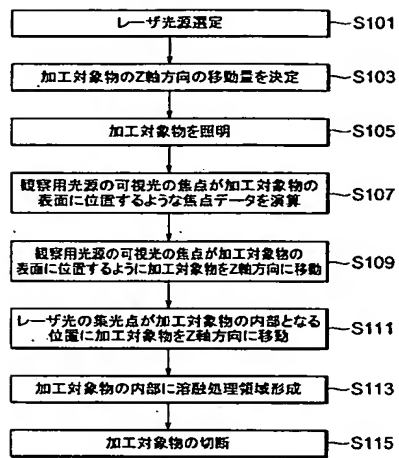 レーザ光源選定 S101
加工対象物のZ軸方向の移動量を決定 S103
加工対象物を照明 S105
観察用光源の可視光の焦点が加工対象物の
表面に位置するような焦点データを演算 S107
観察用光源の可視光の焦点が加工対象物の
表面に位置するように加工対象物をZ軸方向に移動 S109
レーザ光の集光点が加工対象物の内部となる
位置に加工対象物をZ軸方向に移動 S111
加工対象物の内部に溶融処理領域形成 S113
加工対象物の切断 S115